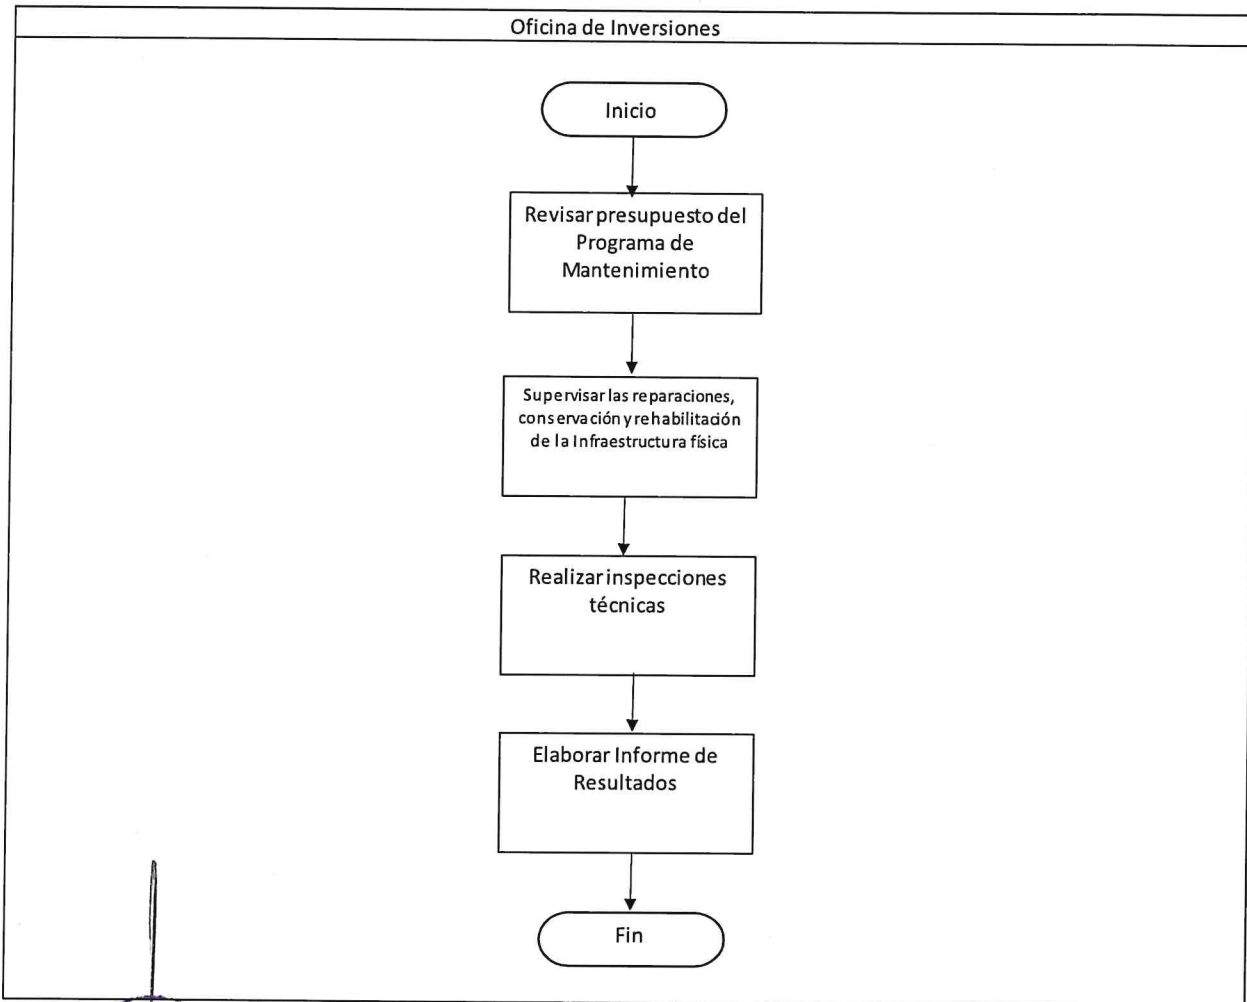 Oficina de Inversiones
Inicio
Revisar presupuesto del
Programa de
Mantenimiento
Supervisar las reparaciones,
conservación y rehabilitación
de la Infraestructura física
Realizar inspecciones
técnicas
Elaborar Informe de
Resultados
Fin